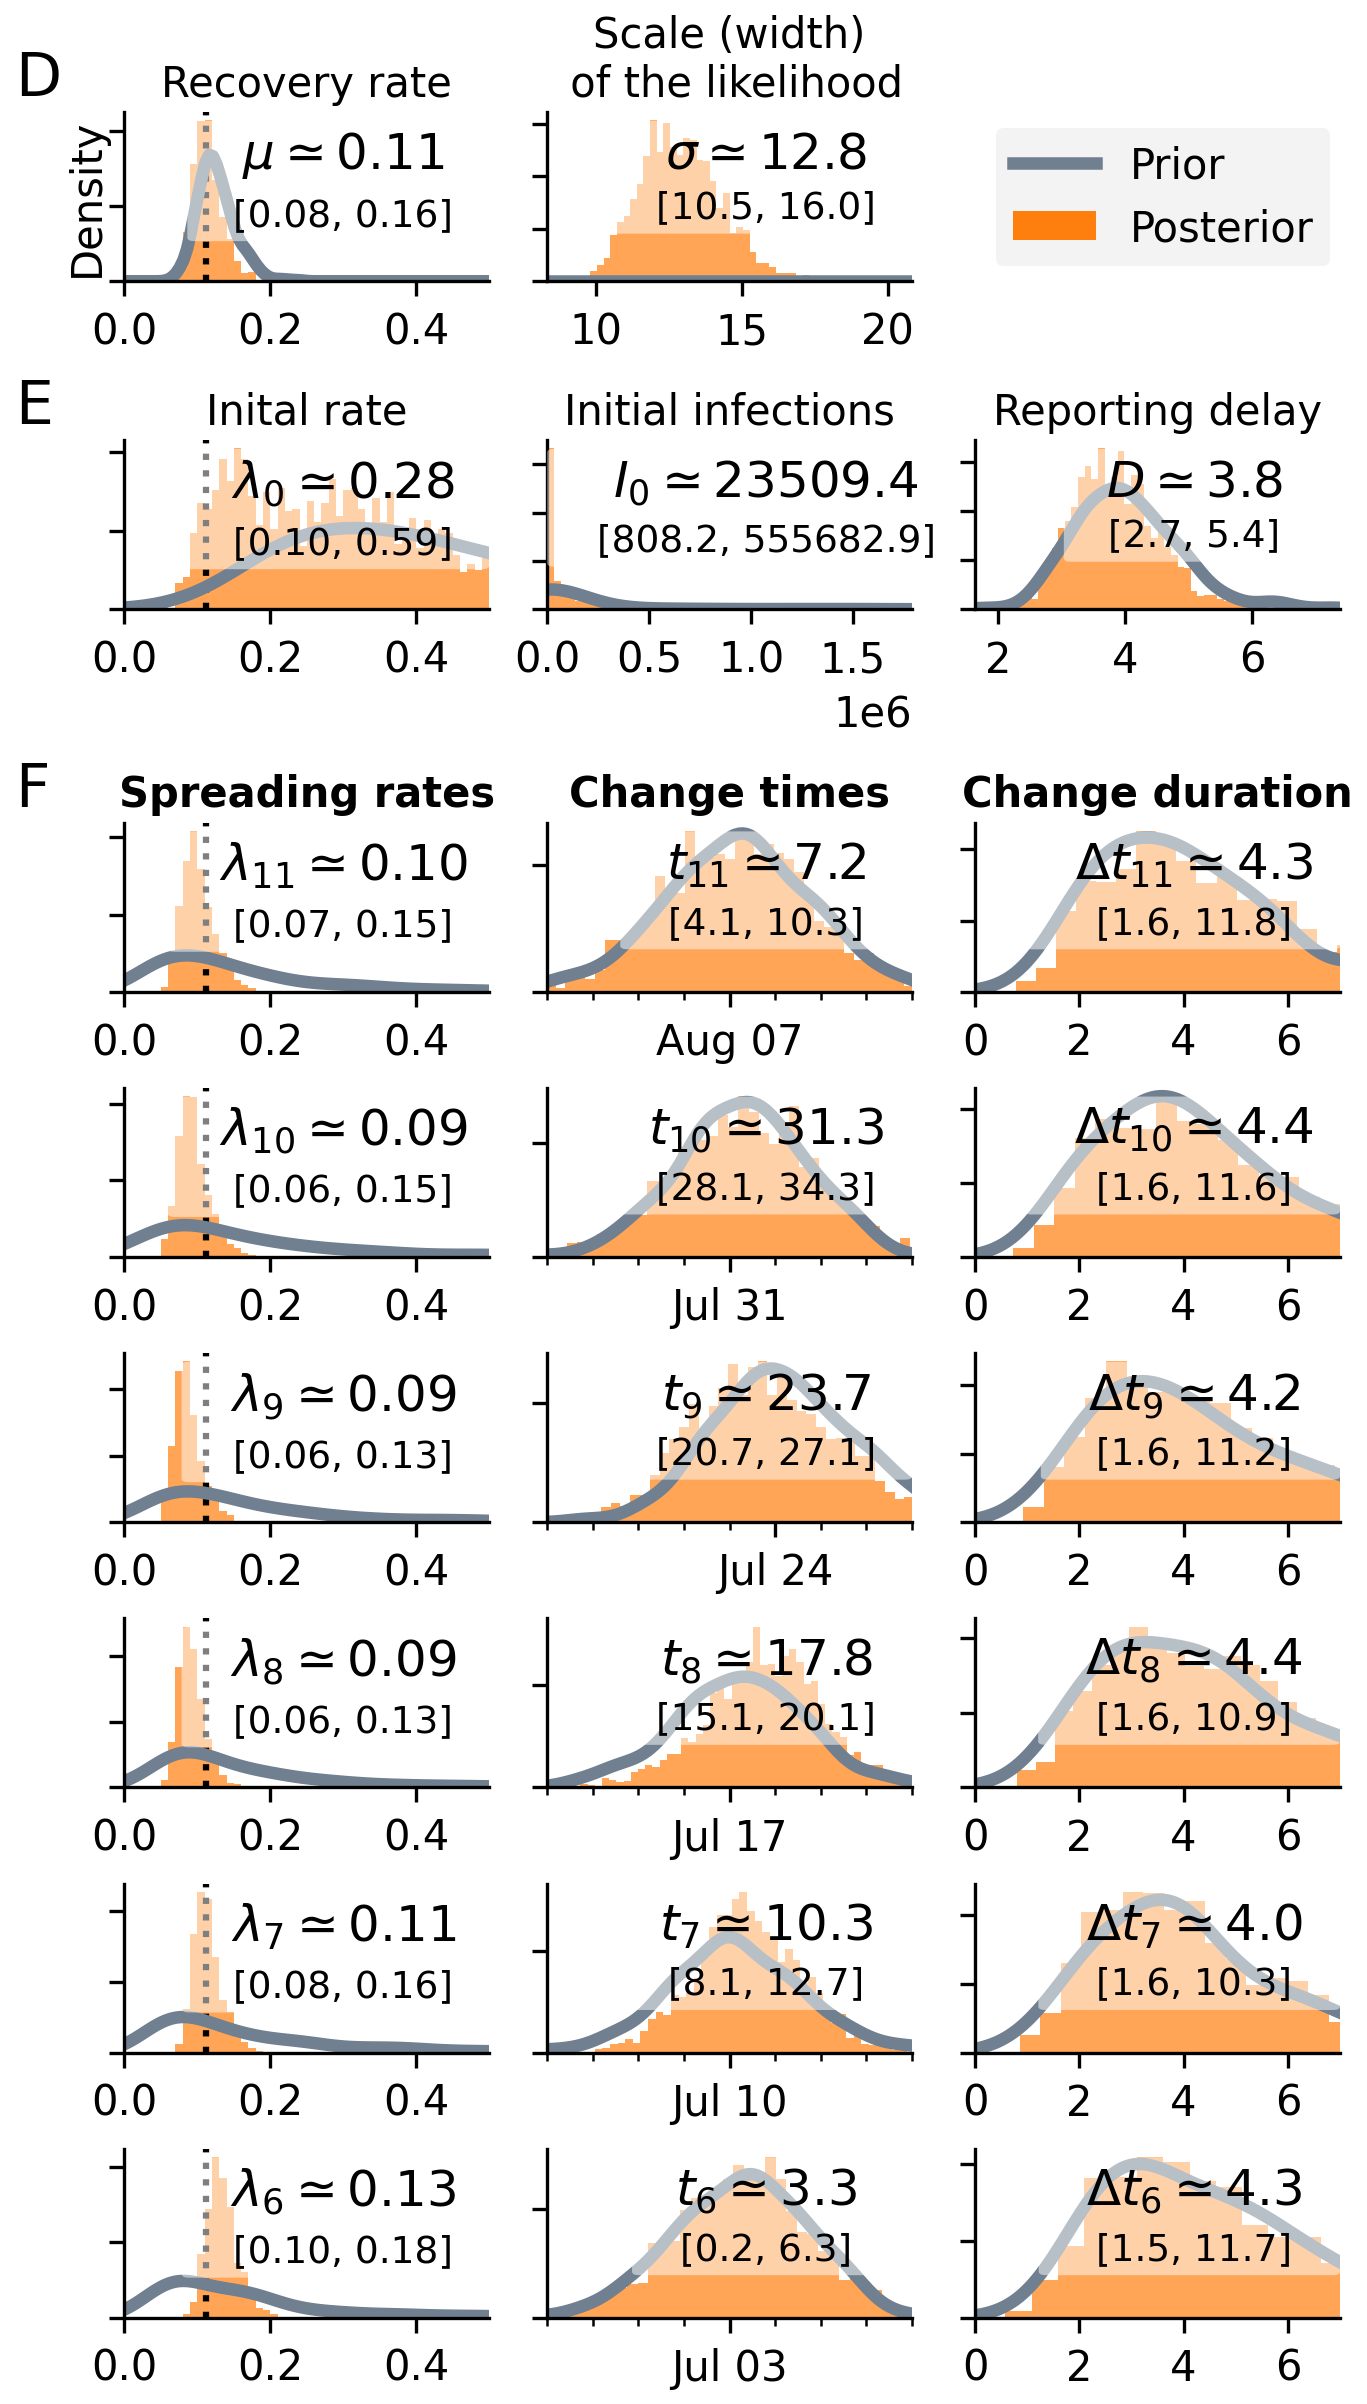 D
Recovery rate
Scale (width)
of the likelihood
Density
μ ≃ 0.11
[0.08, 0.16]
0.0 0.2 0.4
σ ≃ 12.8
[10.5, 16.0]
10 15 20
Prior
Posterior
E
Inital rate
λ0 ≃ 0.28
[0.10, 0.59]
0.0 0.2 0.4
Initial infections
I0 ≃ 23509.4
[808.2, 555682.9]
0.0 0.5 1.0 1.5
1e6
Reporting delay
D ≃ 3.8
[2.7, 5.4]
2 4 6
F
Spreading rates
Change times
Change duration
λ11 ≃ 0.10
[0.07, 0.15]
0.0 0.2 0.4
t11 ≃ 7.2
[4.1, 10.3]
Aug 07
Δt11 ≃ 4.3
[1.6, 11.8]
0 2 4 6
λ10 ≃ 0.09
[0.06, 0.15]
0.0 0.2 0.4
t10 ≃ 31.3
[28.1, 34.3]
Jul 31
Δt10 ≃ 4.4
[1.6, 11.6]
0 2 4 6
λ9 ≃ 0.09
[0.06, 0.13]
0.0 0.2 0.4
t9 ≃ 23.7
[20.7, 27.1]
Jul 24
Δt9 ≃ 4.2
[1.6, 11.2]
0 2 4 6
λ8 ≃ 0.09
[0.06, 0.13]
0.0 0.2 0.4
t8 ≃ 17.8
[15.1, 20.1]
Jul 17
Δt8 ≃ 4.4
[1.6, 10.9]
0 2 4 6
λ7 ≃ 0.11
[0.08, 0.16]
0.0 0.2 0.4
t7 ≃ 10.3
[8.1, 12.7]
Jul 10
Δt7 ≃ 4.0
[1.6, 10.3]
0 2 4 6
λ6 ≃ 0.13
[0.10, 0.18]
0.0 0.2 0.4
t6 ≃ 3.3
[0.2, 6.3]
Jul 03
Δt6 ≃ 4.3
[1.5, 11.7]
0 2 4 6